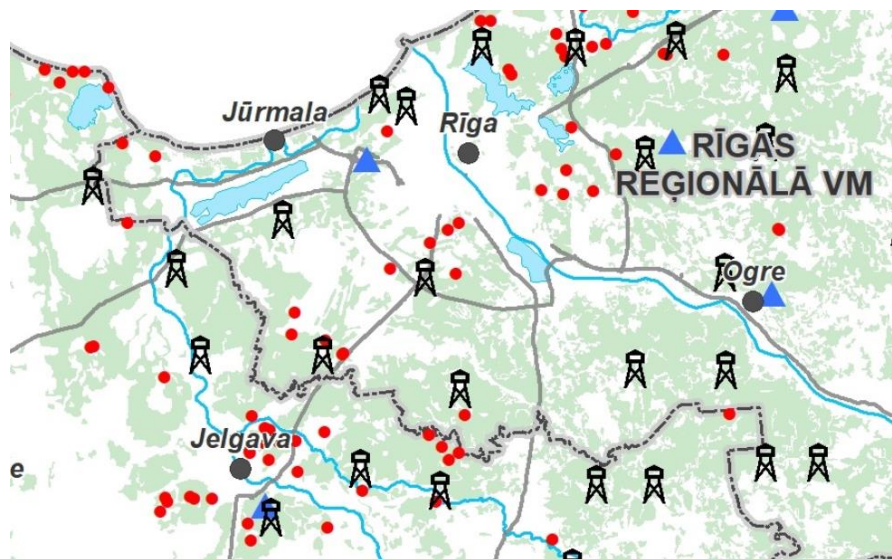 Jūrmala
Rīga
RĪGAS
REĢIONĀLĀ VM
Ogre
Jelgava
e